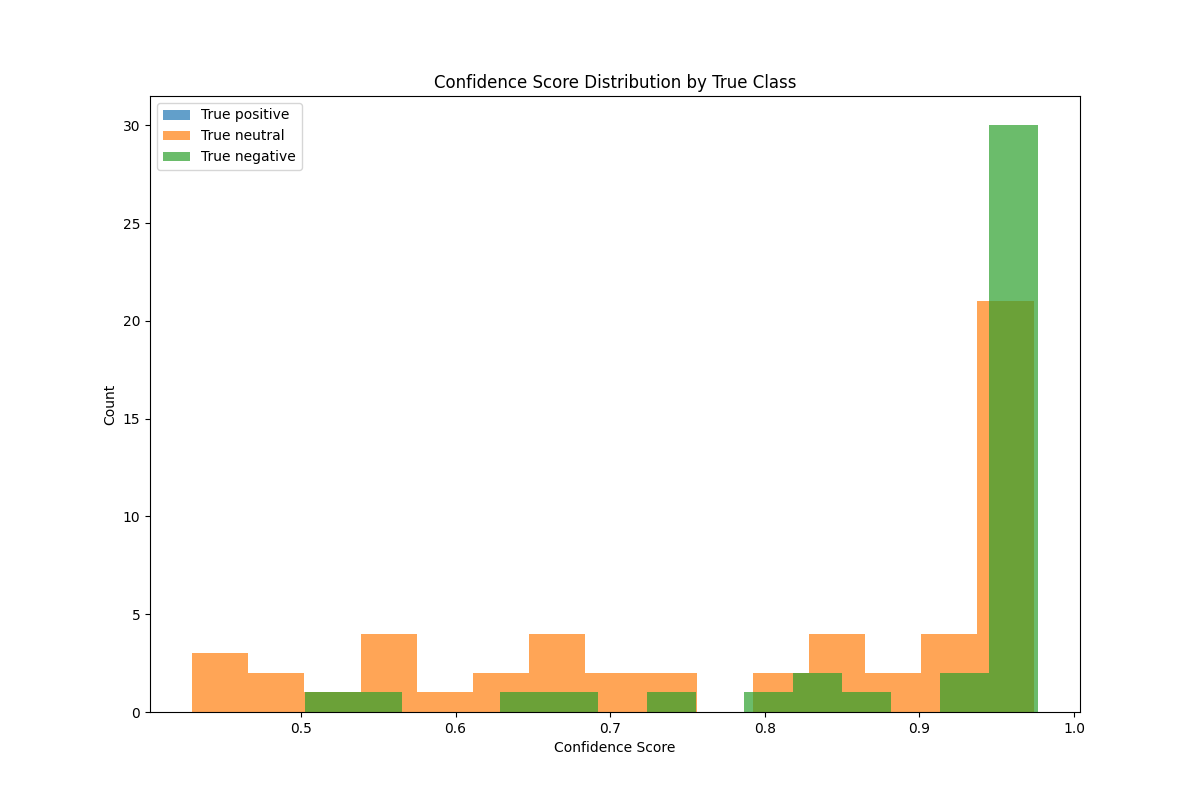 Confidence Score Distribution by True Class
True positive
True neutral
True negative
30
25
20
15
10
5
0
Count
0.5 0.6 0.7 0.8 0.9 1.0
Confidence Score